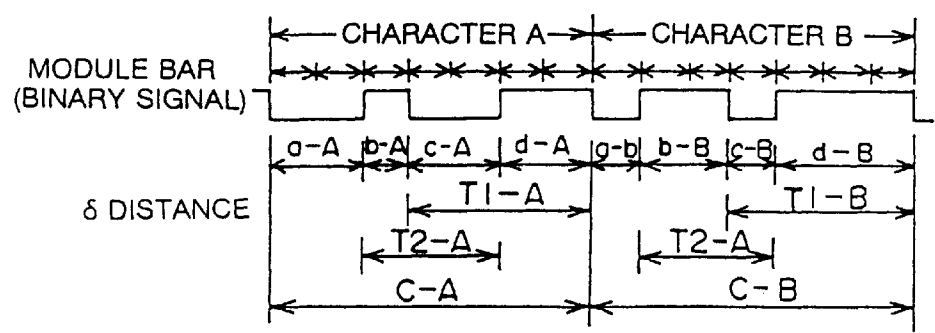 CHARACTER A CHARACTER B
MODULE BAR
(BINARY SIGNAL)
a-A b-A c-A d-A a-b b-B c-B d-B
δ DISTANCE T1-A T1-B
T2-A T2-A
C-A C-B